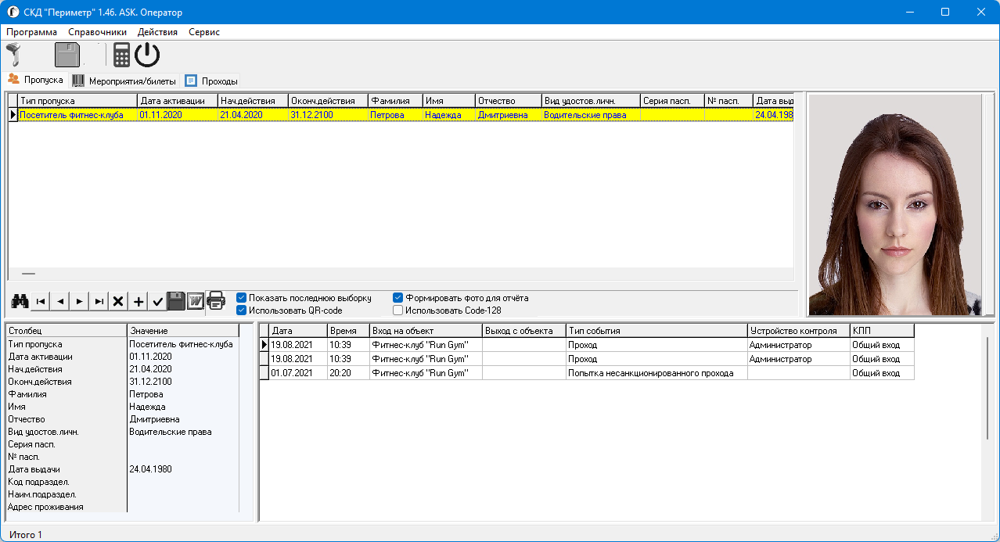 СКД "Периметр" 1.46. ASK. Оператор
Программа Справочники Действия Сервис
Пропуска Мероприятия/билеты Проходы
Тип пропуска Дата активации Нач.действия Оконч.действия Фамилия Имя Отчество Вид удостов.личн. Серия пасп. № пасп. Дата выд
Посетитель фитнес-клуба 01.11.2020 21.04.2020 31.12.2100 Петрова Надежда Дмитриевна Водительские права 24.04.198
Показать последнюю выборку Формировать фото для отчёта
Использовать QR-code Использовать Code-128
Столбец Значение
Тип пропуска Посетитель фитнес-клуба
Дата активации 01.11.2020
Нач.действия 21.04.2020
Оконч.действия 31.12.2100
Фамилия Петрова
Имя Надежда
Отчество Дмитриевна
Вид удостов.личн. Водительские права
Серия пасп.
№ пасп.
Дата выдачи 24.04.1980
Код подраздел.
Наим.подраздел.
Адрес проживания
Дата Время Вход на объект Выход с объекта Тип события Устройство контроля КПП
19.08.2021 10:39 Фитнес-клуб "Run Gym" Проход Администратор Общий вход
19.08.2021 10:39 Фитнес-клуб "Run Gym" Проход Администратор Общий вход
01.07.2021 20:20 Фитнес-клуб "Run Gym" Попытка несанкционированного прохода Общий вход
Итого 1